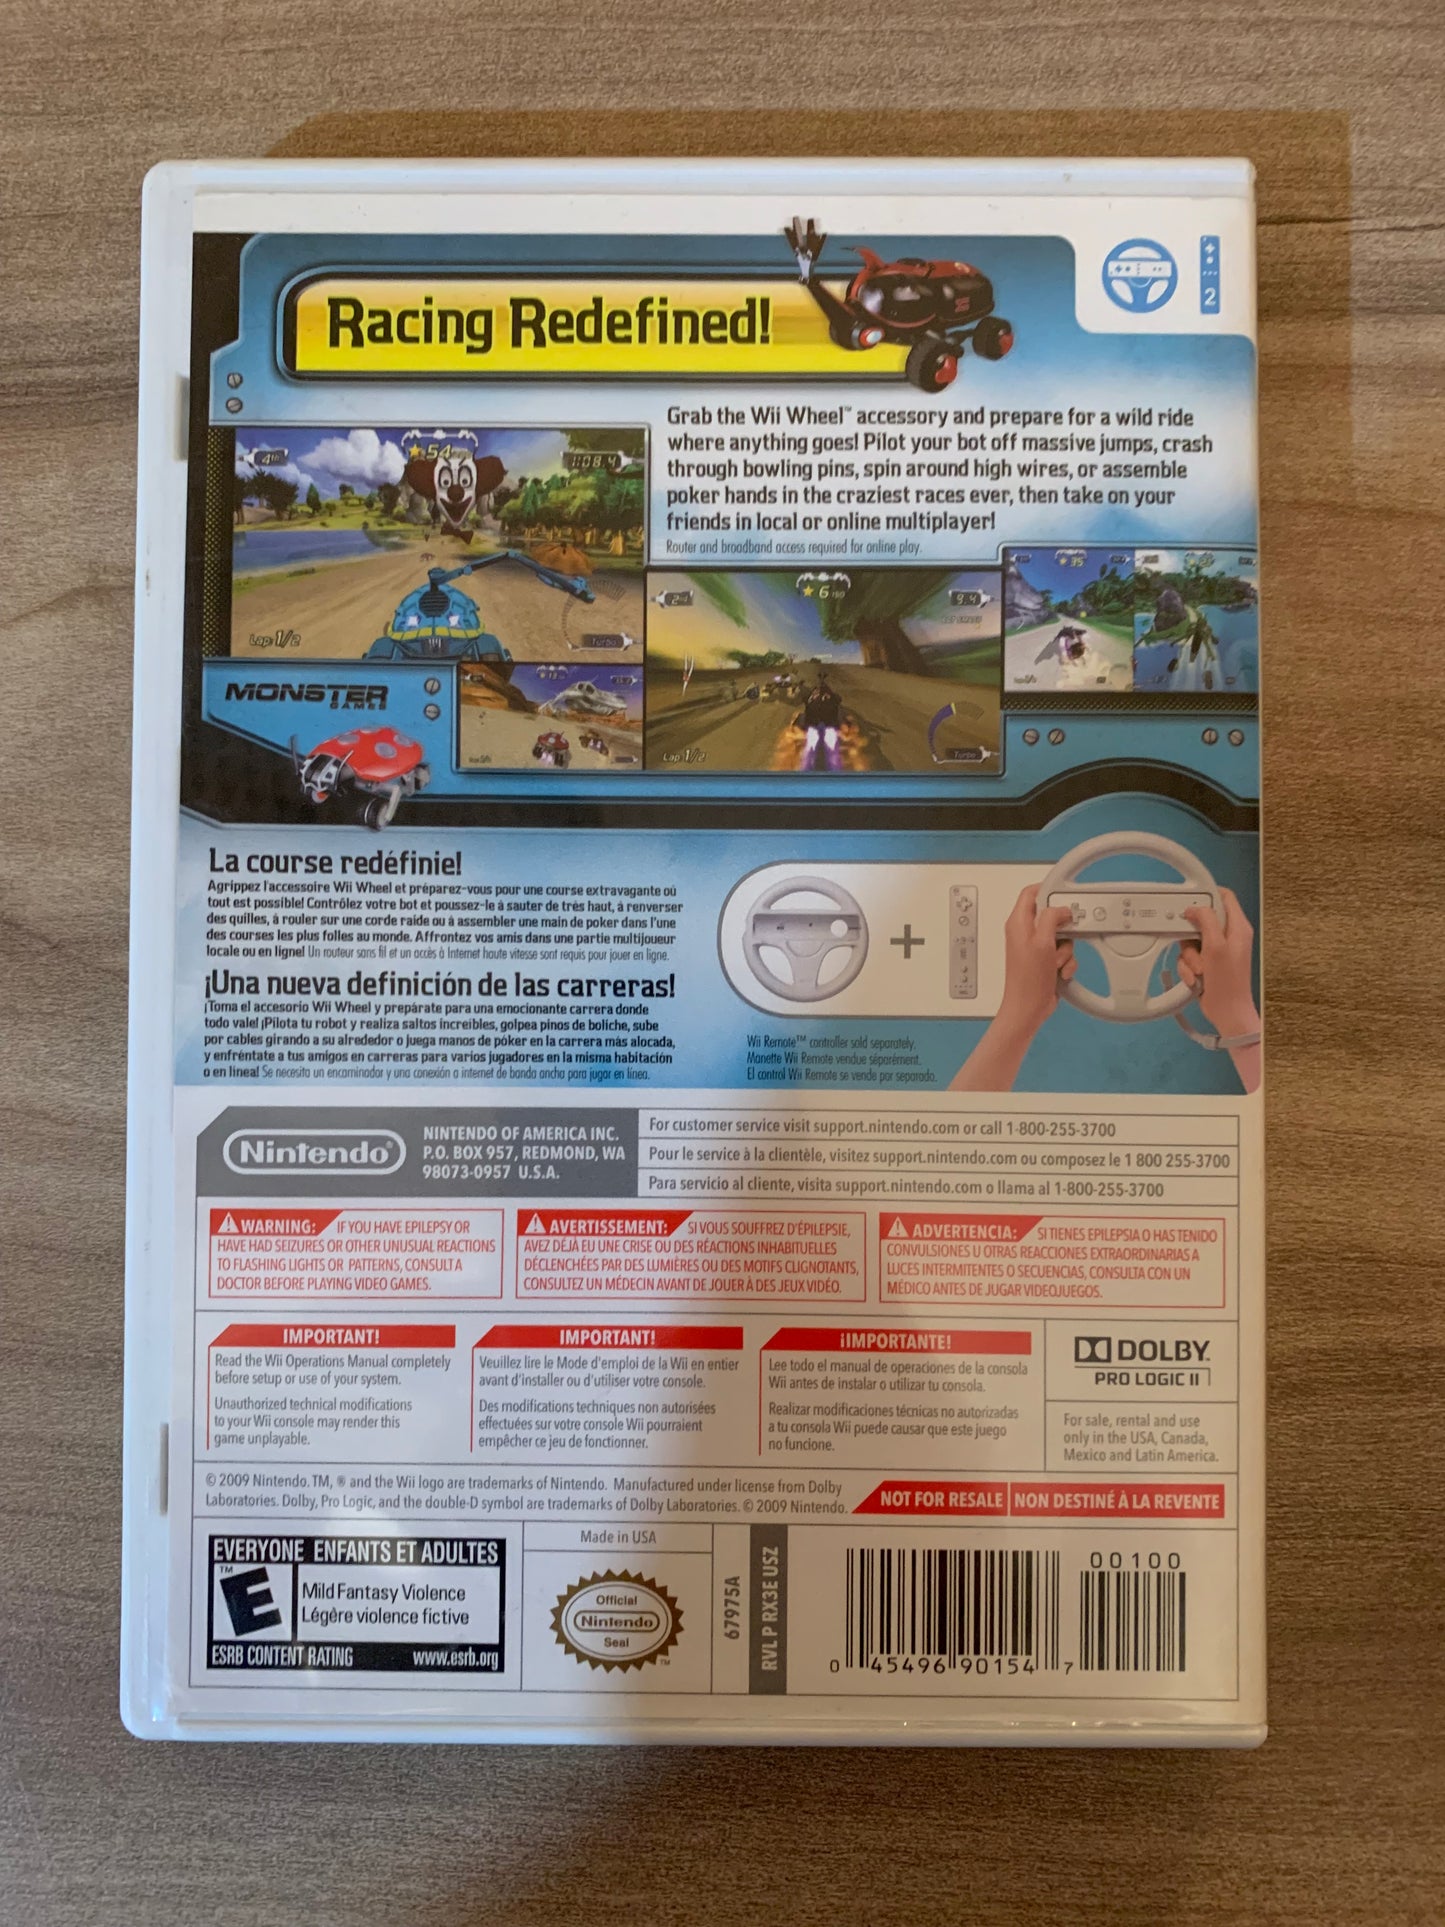 Racing Redefined!
2
Grab the Wii Wheel™ accessory and prepare for a wild ride
where anything goes! Pilot your bot off massive jumps, crash
through bowling pins, spin around high wires, or assemble
poker hands in the craziest races ever, then take on your
friends in local or online multiplayer!
Router and broadband access required for online play.
4th
54
1:08.4
Lap 1/2
Turbo
2nd
6
9.4
Lap 1/2
Turbo
35
MONSTER
GAMES
La course redéfinie!
Agrippez l'accessoire Wii Wheel et préparez-vous pour une course extravagante où
tout est possible! Contrôlez votre bot et poussez-le à sauter de très haut, à renverser
des quilles, à rouler sur une corde raide ou à assembler une main de poker dans l'une
des courses les plus folles au monde. Affrontez vos amis dans une partie multijoueur
locale ou en ligne! Un routeur sans fil et un accès à Internet haute vitesse sont requis pour jouer en ligne.
¡Una nueva definición de las carreras!
¡Toma el accesorio Wii Wheel y prepárate para una emocionante carrera donde
todo vale! ¡Pilota tu robot y realiza saltos increíbles, golpea pinos de boliche, sube
por cables girando a su alrededor o juega manos de póker en la carrera más alocada,
y enfréntate a tus amigos en carreras para varios jugadores en la misma habitación
o en línea! Se necesita un encaminador y una conexión a internet de banda ancha para jugar en línea.
+
Wii Remote™ controller sold separately.
Manette Wii Remote vendue séparément.
El control Wii Remote se vende por separado.
Nintendo®
NINTENDO OF AMERICA INC.
P.O. BOX 957, REDMOND, WA
98073-0957 U.S.A.
For customer service visit support.nintendo.com or call 1-800-255-3700
Pour le service à la clientèle, visitez support.nintendo.com ou composez le 1 800 255-3700
Para servicio al cliente, visita support.nintendo.com o llama al 1-800-255-3700
WARNING: IF YOU HAVE EPILEPSY OR
HAVE HAD SEIZURES OR OTHER UNUSUAL REACTIONS
TO FLASHING LIGHTS OR PATTERNS, CONSULT A
DOCTOR BEFORE PLAYING VIDEO GAMES.
AVERTISSEMENT: SI VOUS SOUFFREZ D'ÉPILEPSIE,
AVEZ DÉJÀ EU UNE CRISE OU DES RÉACTIONS INHABITUELLES
DÉCLENCHÉES PAR DES LUMIÈRES OU DES MOTIFS CLIGNOTANTS,
CONSULTEZ UN MÉDECIN AVANT DE JOUER À DES JEUX VIDÉO.
ADVERTENCIA: SI TIENES EPILEPSIA O HAS TENIDO
CONVULSIONES U OTRAS REACCIONES EXTRAORDINARIAS A
LUCES INTERMITENTES O SECUENCIAS, CONSULTA CON UN
MÉDICO ANTES DE JUGAR VIDEOJUEGOS.
IMPORTANT!
Read the Wii Operations Manual completely
before setup or use of your system.
Unauthorized technical modifications
to your Wii console may render this
game unplayable.
IMPORTANT!
Veuillez lire le Mode d'emploi de la Wii en entier
avant d'installer ou d'utiliser votre console.
Des modifications techniques non autorisées
effectuées sur votre console Wii pourraient
empêcher ce jeu de fonctionner.
¡IMPORTANTE!
Lee todo el manual de operaciones de la consola
Wii antes de instalar o utilizar tu consola.
Realizar modificaciones técnicas no autorizadas
a tu consola Wii puede causar que este juego
no funcione.
DOLBY
PRO LOGIC II
For sale, rental and use
only in the USA, Canada,
Mexico and Latin America.
© 2009 Nintendo. TM, ® and the Wii logo are trademarks of Nintendo. Manufactured under license from Dolby
Laboratories. Dolby, Pro Logic, and the double-D symbol are trademarks of Dolby Laboratories. © 2009 Nintendo.
NOT FOR RESALE NON DESTINÉ À LA REVENTE
EVERYONE ENFANTS ET ADULTES
E
TM
Mild Fantasy Violence
Légère violence fictive
ESRB CONTENT RATING www.esrb.org
Made in USA
Official
Nintendo
Seal
TM
67975A
RVL P RX3E USZ
00100
0 45496 90154 7